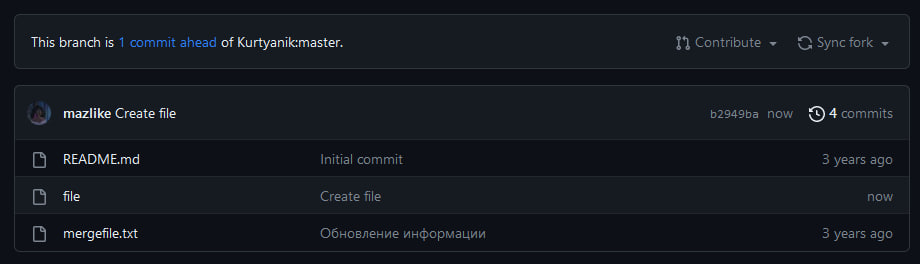 This branch is 1 commit ahead of Kurtyanik:master. Contribute Sync fork
mazlike Create file b2949ba now 4 commits
README.md Initial commit 3 years ago
file Create file now
mergefile.txt Обновление информации 3 years ago